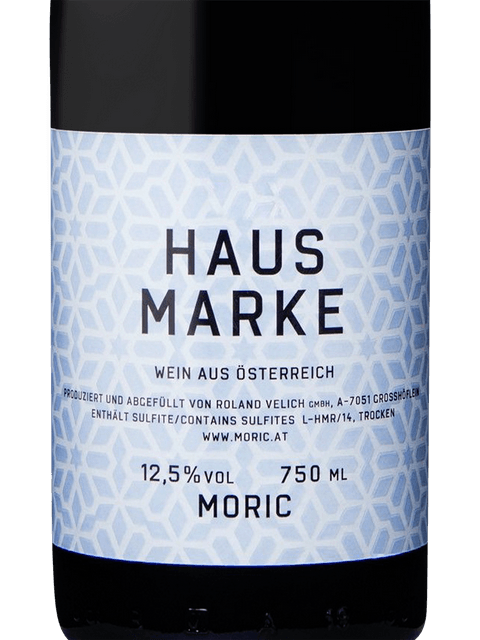 HAUS
MARKE
WEIN AUS ÖSTERREICH
PRODUZIERT UND ABGEFÜLLT VON ROLAND VELICH GMBH, A-7051 GROSSHÖFLEIN
ENTHÄLT SULFITE/CONTAINS SULFITES L-HMR/14, TROCKEN
WWW.MORIC.AT
12,5%VOL 750 ML
MORIC